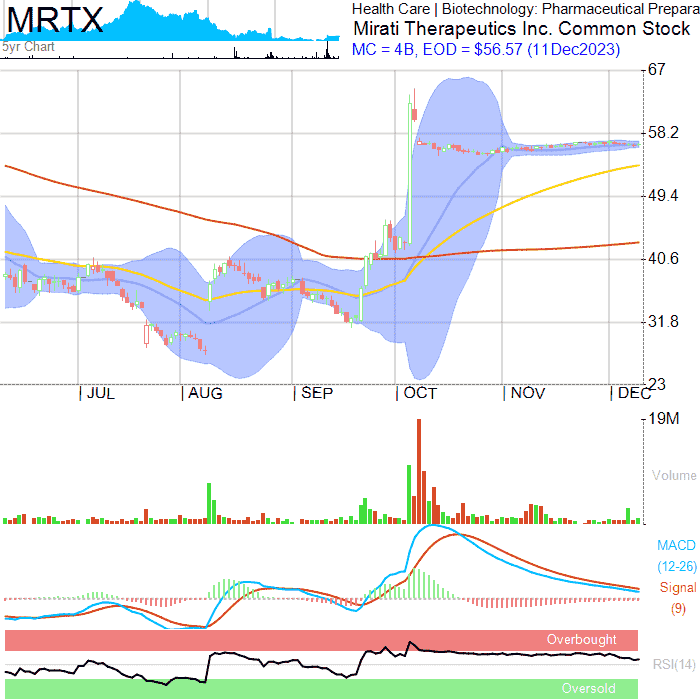 MRTX
5yr Chart
Health Care | Biotechnology: Pharmaceutical Prepara
Mirati Therapeutics Inc. Common Stock
MC = 4B, EOD = $56.57 (11Dec2023)
67
58.2
49.4
40.6
31.8
23
| JUL | AUG | SEP | OCT | NOV | DEC
19M
Volume
MACD
(12-26)
Signal
(9)
Overbought
RSI(14)
Oversold